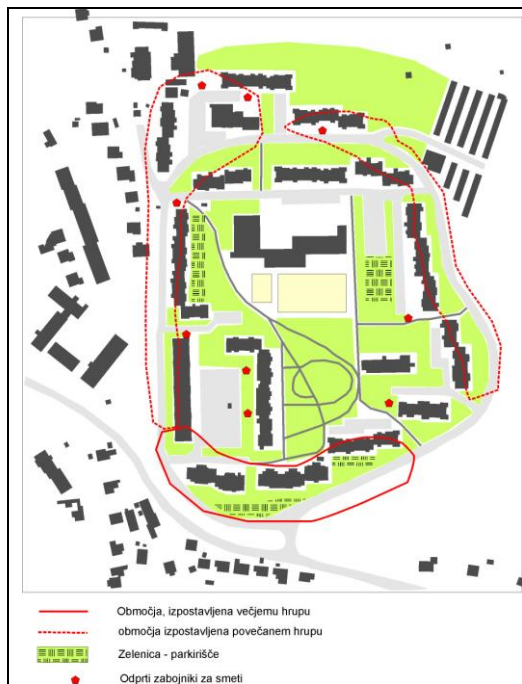 Območja, izpostavljena večjemu hrupu
območja izpostavljena povečanem hrupu
Zelenica - parkirišče
Odprti zabojniki za smeti